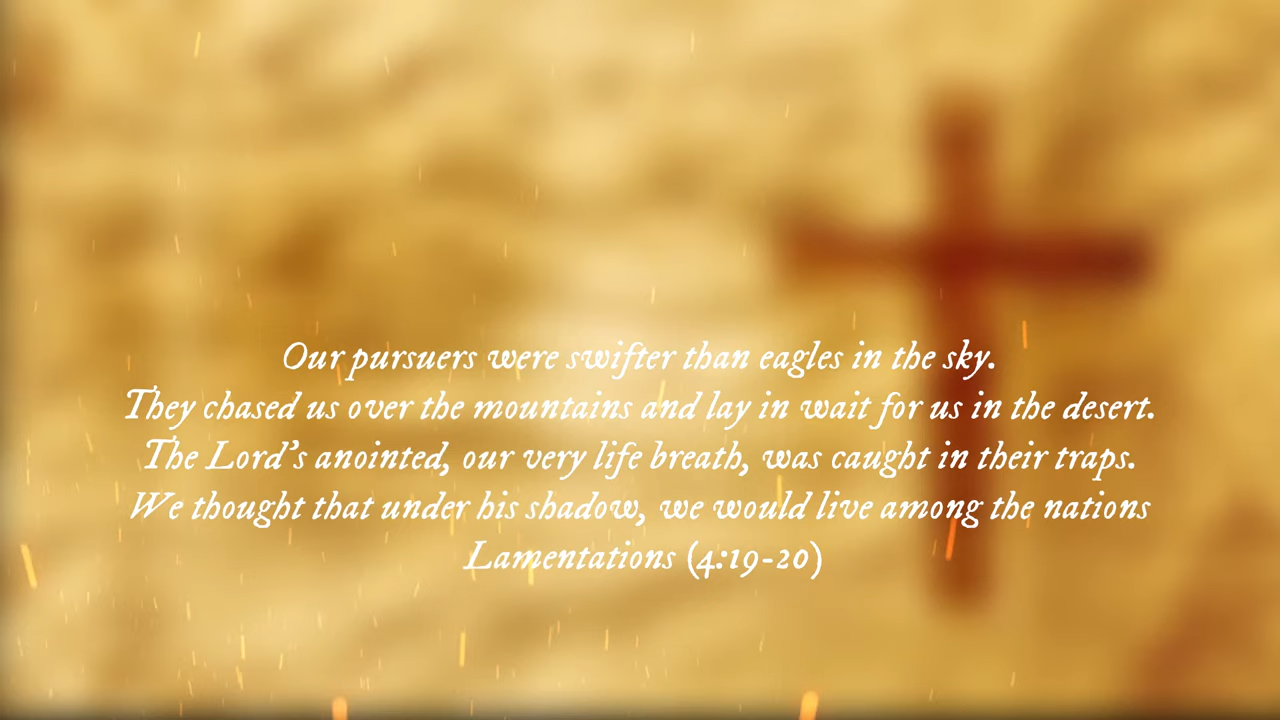 Our pursuers were swifter than eagles in the sky.
They chased us over the mountains and lay in wait for us in the desert.
The Lord's anointed, our very life breath, was caught in their traps.
We thought that under his shadow, we would live among the nations
Lamentations (4:19-20)